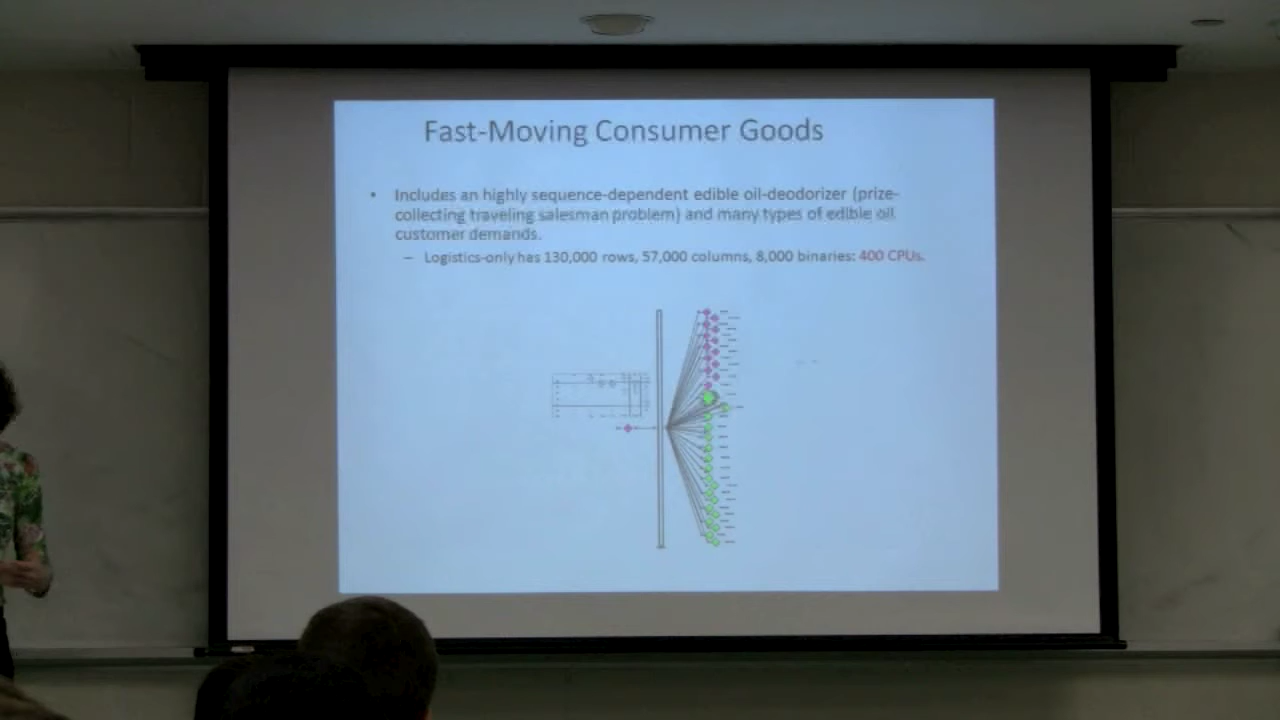 Fast-Moving Consumer Goods
• Includes an highly sequence-dependent edible oil-deodorizer (prize-
collecting traveling salesman problem) and many types of edible oil
customer demands.
– Logistics-only has 130,000 rows, 57,000 columns, 8,000 binaries: 400 CPUs.